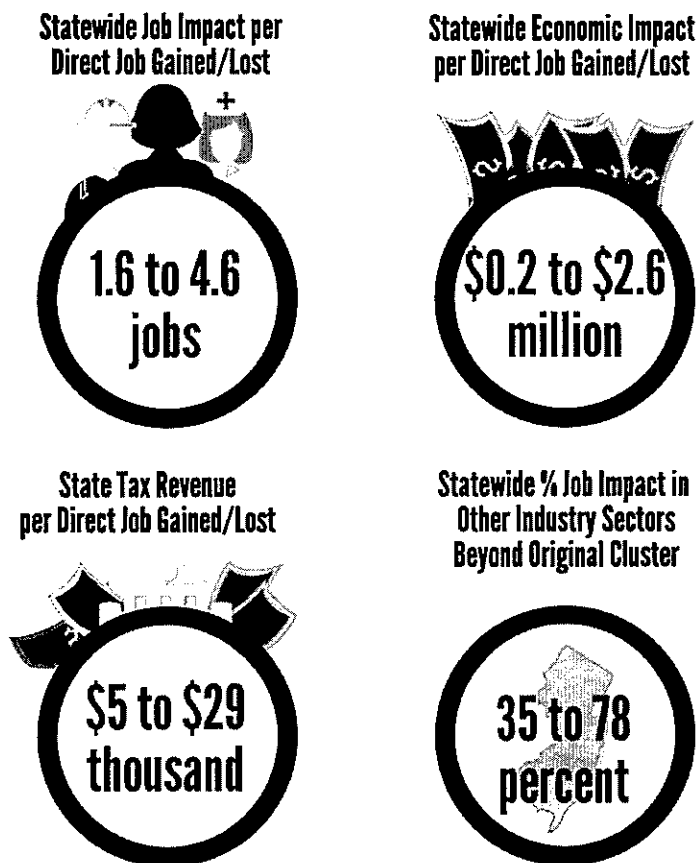 Statewide Job Impact per
Direct Job Gained/Lost
1.6 to 4.6
jobs
Statewide Economic Impact
per Direct Job Gained/Lost
$0.2 to $2.6
million
State Tax Revenue
per Direct Job Gained/Lost
$5 to $29
thousand
Statewide % Job Impact in
Other Industry Sectors
Beyond Original Cluster
35 to 78
percent